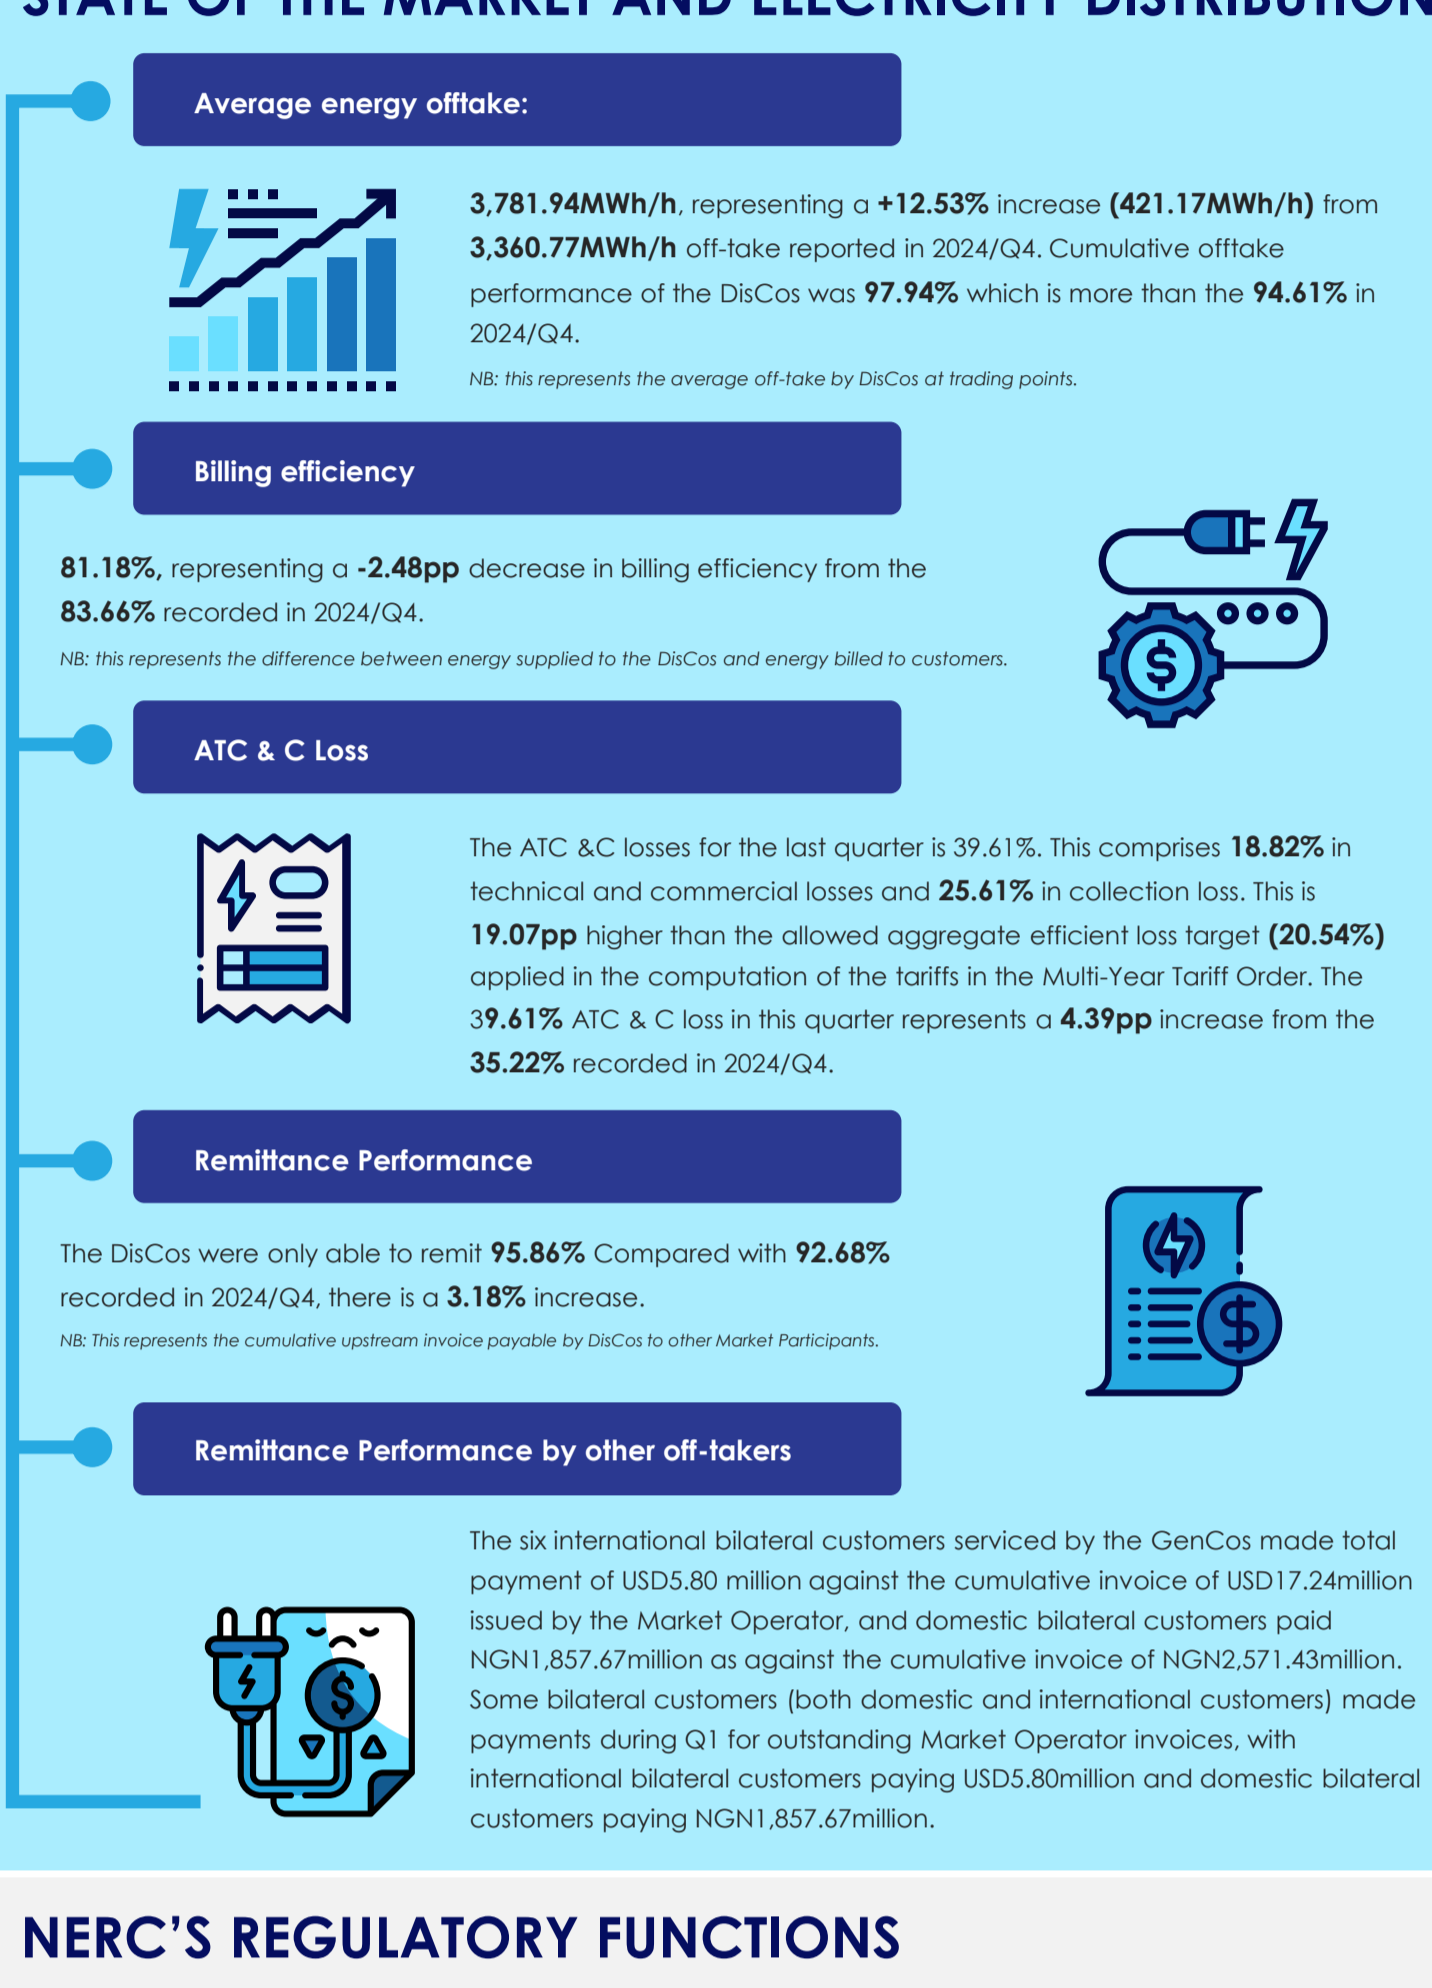 STATE OF THE MARKET AND ELECTRICITY DISTRIBUTION
Average energy offtake:
3,781.94MWh/h, representing a +12.53% increase (421.17MWh/h) from
3,360.77MWh/h off-take reported in 2024/Q4. Cumulative offtake
performance of the DisCos was 97.94% which is more than the 94.61% in
2024/Q4.
NB: this represents the average off-take by DisCos at trading points.
Billing efficiency
81.18%, representing a -2.48pp decrease in billing efficiency from the
83.66% recorded in 2024/Q4.
NB: this represents the difference between energy supplied to the DisCos and energy billed to customers.
$
ATC & C Loss
The ATC &C losses for the last quarter is 39.61%. This comprises 18.82% in
technical and commercial losses and 25.61% in collection loss. This is
19.07pp higher than the allowed aggregate efficient loss target (20.54%)
applied in the computation of the tariffs in the Multi-Year Tariff Order. The
39.61% ATC & C loss in this quarter represents a 4.39pp increase from the
35.22% recorded in 2024/Q4.
Remittance Performance
The DisCos were only able to remit 95.86% Compared with 92.68%
recorded in 2024/Q4, there is a 3.18% increase.
NB: This represents the cumulative upstream invoice payable by DisCos to other Market Participants.
$
Remittance Performance by other off-takers
The six international bilateral customers serviced by the GenCos made total
payment of USD5.80 million against the cumulative invoice of USD17.24million
issued by the Market Operator, and domestic bilateral customers paid
NGN1,857.67million as against the cumulative invoice of NGN2,571.43million.
Some bilateral customers (both domestic and international customers) made
payments during Q1 for outstanding Market Operator invoices, with
international bilateral customers paying USD5.80million and domestic bilateral
customers paying NGN1,857.67million.
$
NERC'S REGULATORY FUNCTIONS